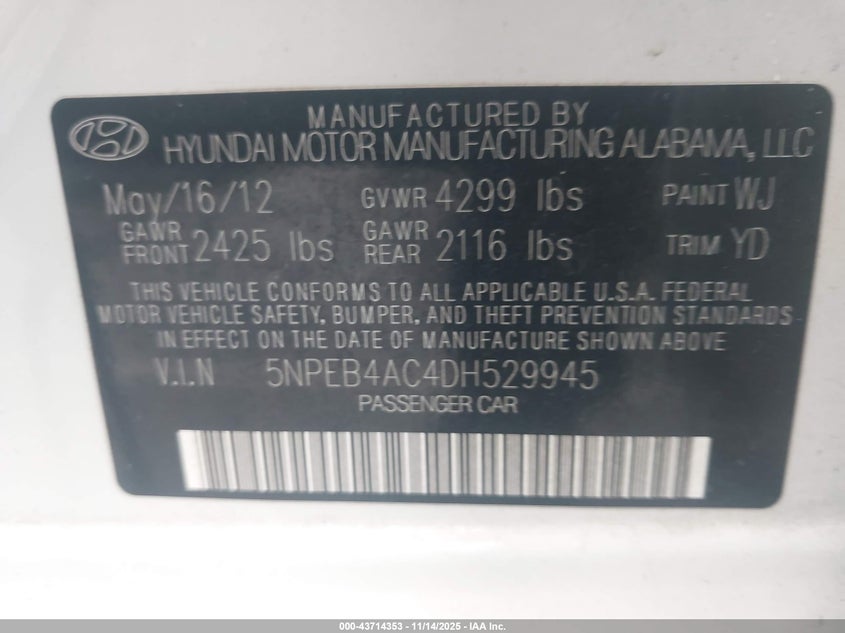 MANUFACTURED BY
HYUNDAI MOTOR MANUFACTURING ALABAMA, LLC
May/16/12 GVWR 4299 lbs PAINT WJ
GAWR FRONT 2425 lbs GAWR REAR 2116 lbs TRIM YD
THIS VEHICLE CONFORMS TO ALL APPLICABLE U.S.A. FEDERAL
MOTOR VEHICLE SAFETY, BUMPER, AND THEFT PREVENTION STANDARDS
IN EFFECT ON THE DATE OF MANUFACTURE SHOWN ABOVE
V.I.N 5NPEB4AC4DH529945
PASSENGER CAR
000-43714353 - 11/14/2025 - IAA Inc.